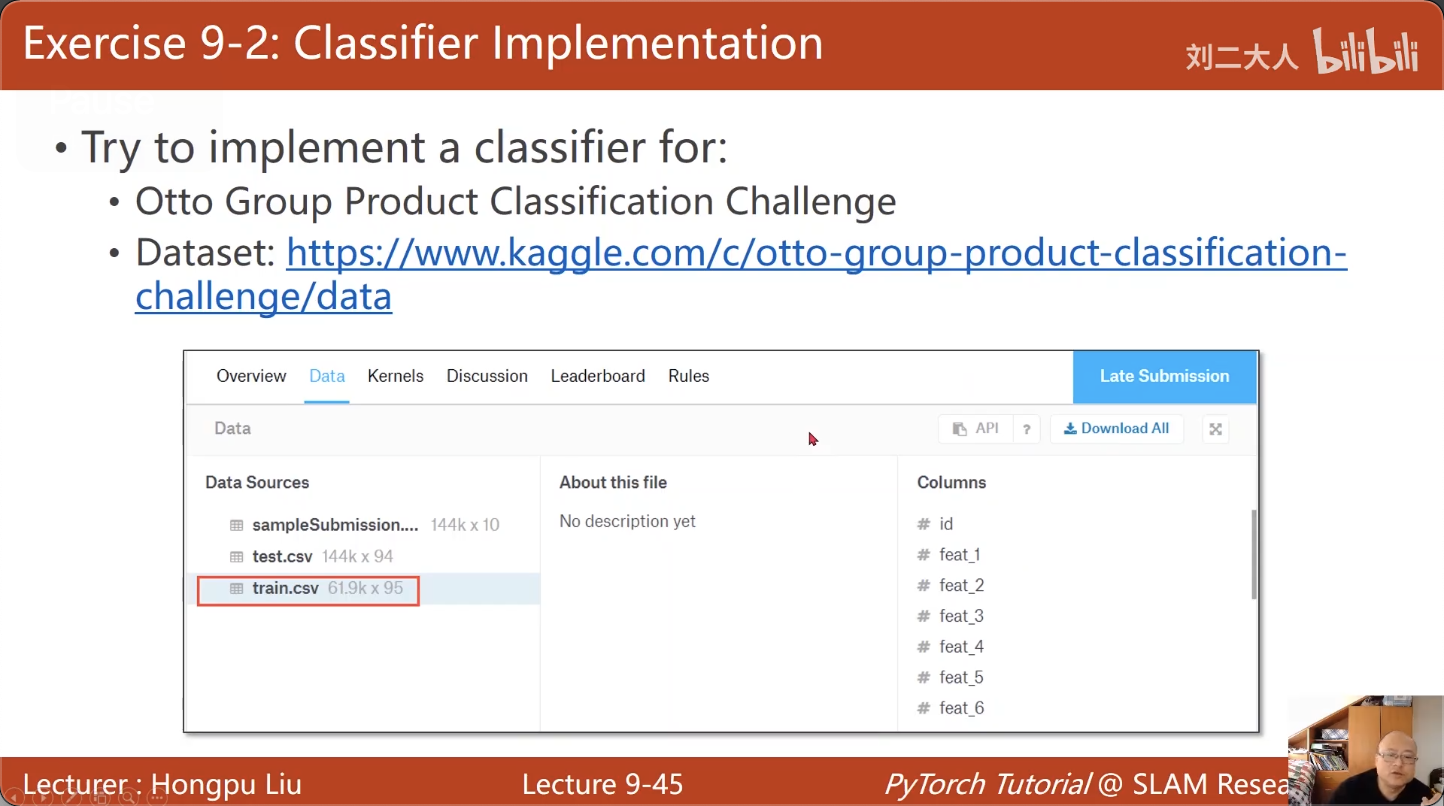 Exercise 9-2: Classifier Implementation
刘二大人 bilibili
• Try to implement a classifier for:
• Otto Group Product Classification Challenge
• Dataset: https://www.kaggle.com/c/otto-group-product-classification-
challenge/data
Overview Data Kernels Discussion Leaderboard Rules Late Submission
Data API ? Download All
Data Sources
sampleSubmission.... 144k x 10
test.csv 144k x 94
train.csv 61.9k x 95
About this file
No description yet
Columns
# id
# feat_1
# feat_2
# feat_3
# feat_4
# feat_5
# feat_6
Lecturer : Hongpu Liu Lecture 9-45 PyTorch Tutorial @ SLAM Resea